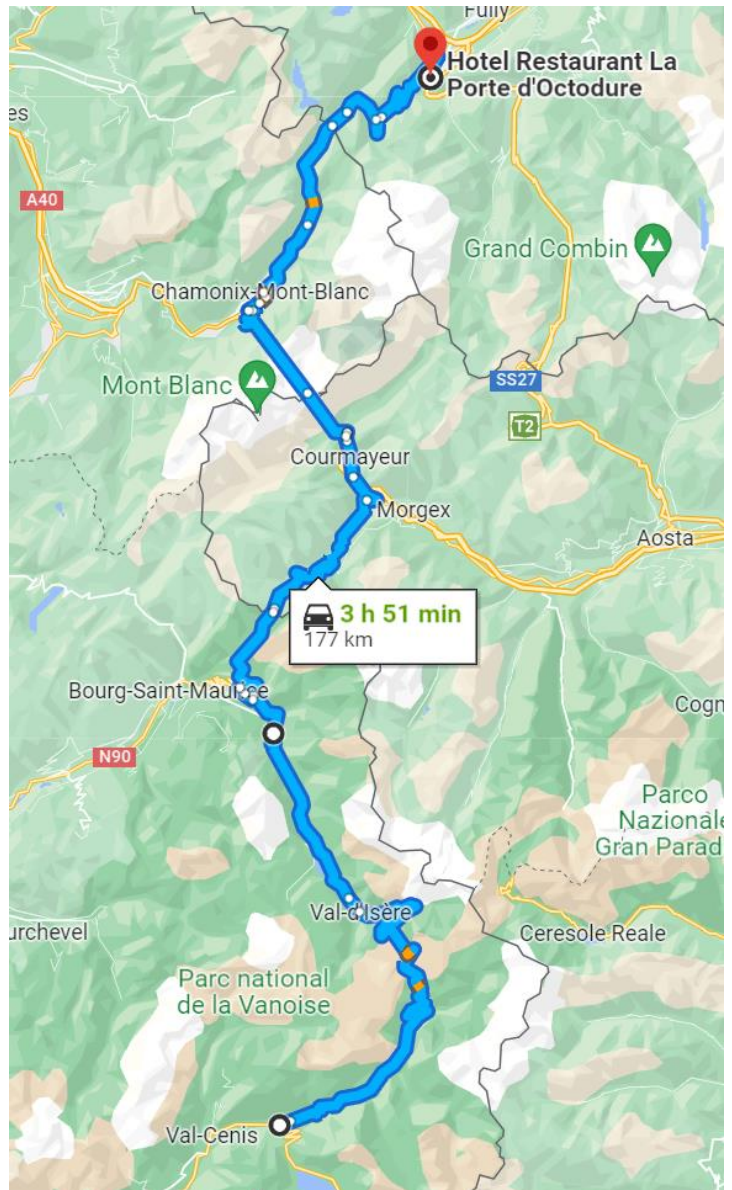 Fully
Hotel Restaurant La
Porte d'Octodure
es
A40
Grand Combin
Chamonix-Mont-Blanc
Mont Blanc
SS27
T2
Courmayeur
Morgex
Aosta
3 h 51 min
177 km
Bourg-Saint-Maurice
Cogn
N90
Parco
Nazionale
Gran Parad
Val-d'Isère
urchevel
Ceresole Reale
Parc national
de la Vanoise
Val-Cenis